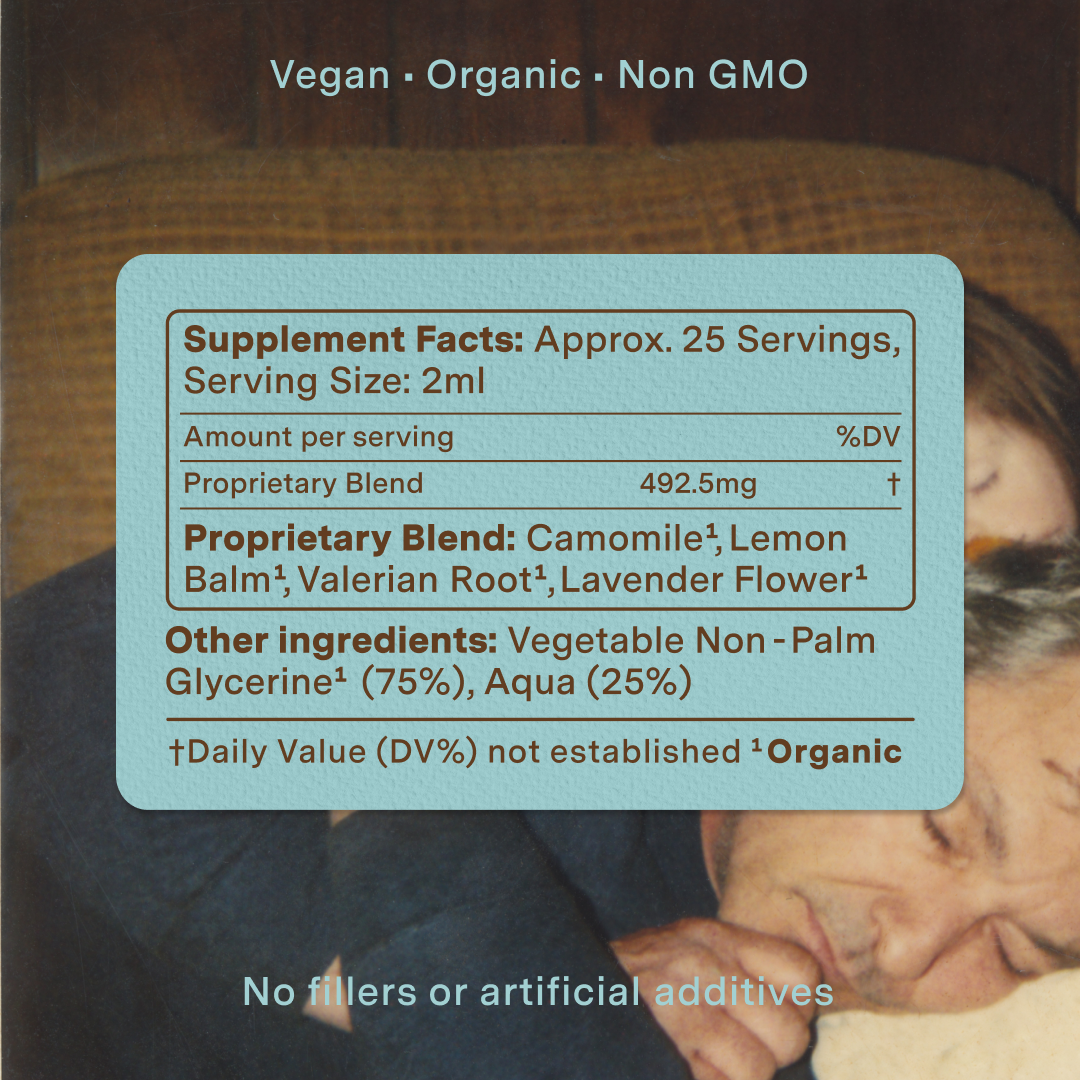 Vegan · Organic · Non GMO
Supplement Facts: Approx. 25 Servings,
Serving Size: 2ml
Amount per serving %DV
Proprietary Blend 492.5mg †
Proprietary Blend: Camomile¹, Lemon
Balm¹, Valerian Root¹, Lavender Flower¹
Other ingredients: Vegetable Non-Palm
Glycerine¹ (75%), Aqua (25%)
†Daily Value (DV%) not established ¹Organic
No fillers or artificial additives